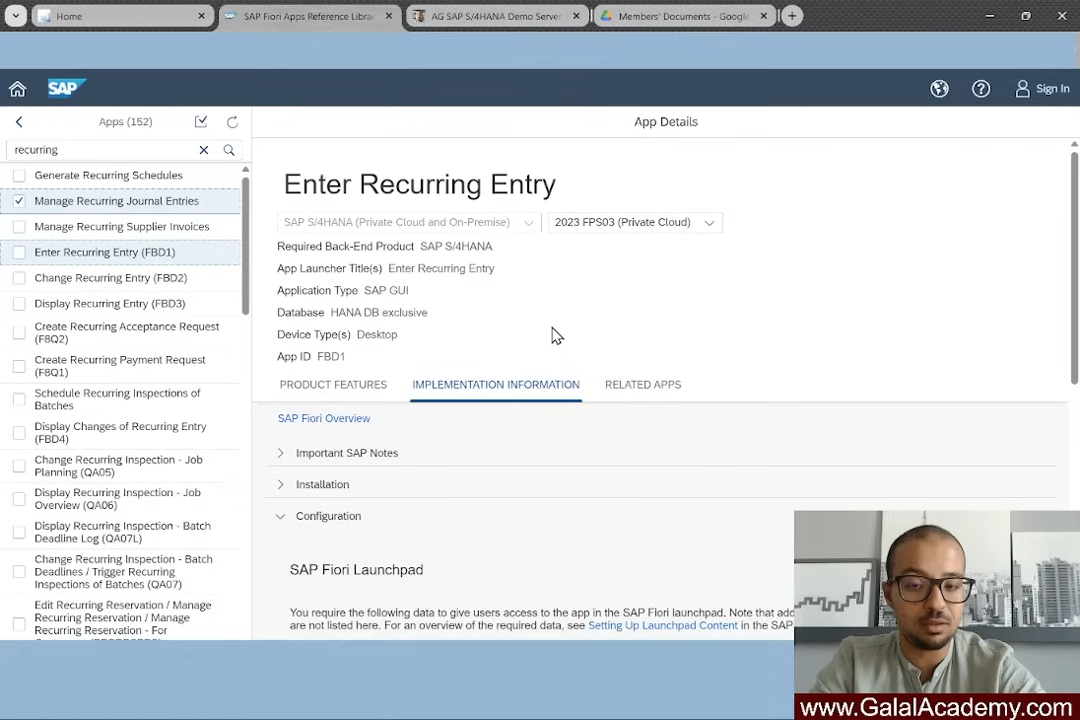 Home
SAP Fiori Apps Reference Libra
AG SAP S/4HANA Demo Server
Members' Documents - Google
SAP
Sign In
Apps (152)
App Details
recurring
Generate Recurring Schedules
Manage Recurring Journal Entries
Manage Recurring Supplier Invoices
Enter Recurring Entry (FBD1)
Change Recurring Entry (FBD2)
Display Recurring Entry (FBD3)
Create Recurring Acceptance Request
(F8Q2)
Create Recurring Payment Request
(F8Q1)
Schedule Recurring Inspections of
Batches
Display Changes of Recurring Entry
(FBD4)
Change Recurring Inspection - Job
Planning (QA05)
Display Recurring Inspection - Job
Overview (QA06)
Display Recurring Inspection - Batch
Deadline Log (QA07L)
Change Recurring Inspection - Batch
Deadlines / Trigger Recurring
Inspections of Batches (QA07)
Edit Recurring Reservation / Manage
Recurring Reservation - For
Enter Recurring Entry
SAP S/4HANA (Private Cloud and On-Premise)
2023 FPS03 (Private Cloud)
Required Back-End Product SAP S/4HANA
App Launcher Title(s) Enter Recurring Entry
Application Type SAP GUI
Database HANA DB exclusive
Device Type(s) Desktop
App ID FBD1
PRODUCT FEATURES
IMPLEMENTATION INFORMATION
RELATED APPS
SAP Fiori Overview
Important SAP Notes
Installation
Configuration
SAP Fiori Launchpad
You require the following data to give users access to the app in the SAP Fiori launchpad. Note that
are not listed here. For an overview of the required data, see Setting Up Launchpad Content in the SAP
www.GalalAcademy.com